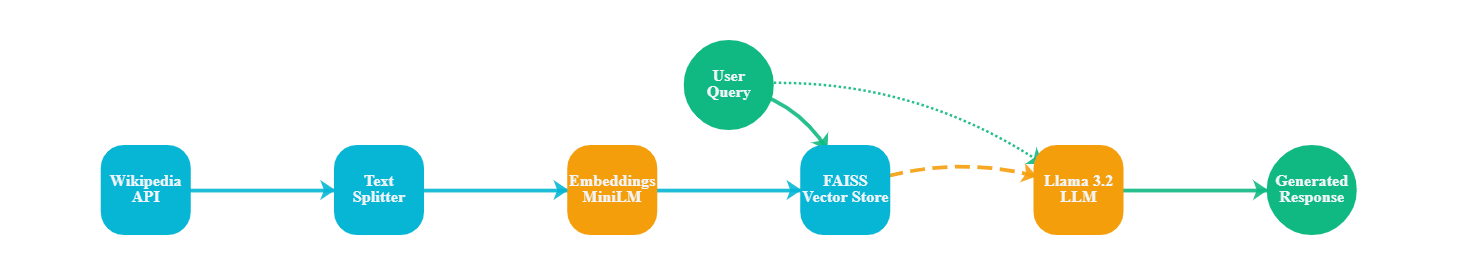 User
Query
Wikipedia
API
Text
Splitter
Embeddings
MiniLM
FAISS
Vector Store
Llama 3.2
LLM
Generated
Response